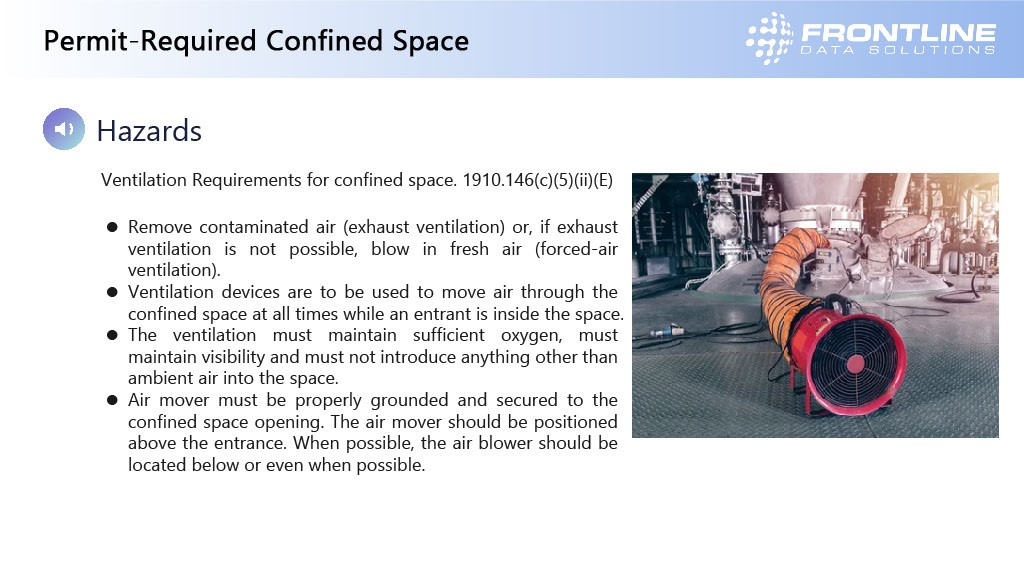 Permit-Required Confined Space
FRONTLINE
DATA SOLUTIONS
Hazards
Ventilation Requirements for confined space. 1910.146(c)(5)(ii)(E)
● Remove contaminated air (exhaust ventilation) or, if exhaust
ventilation is not possible, blow in fresh air (forced-air
ventilation).
● Ventilation devices are to be used to move air through the
confined space at all times while an entrant is inside the space.
● The ventilation must maintain sufficient oxygen, must
maintain visibility and must not introduce anything other than
ambient air into the space.
● Air mover must be properly grounded and secured to the
confined space opening. The air mover should be positioned
above the entrance. When possible, the air blower should be
located below or even when possible.